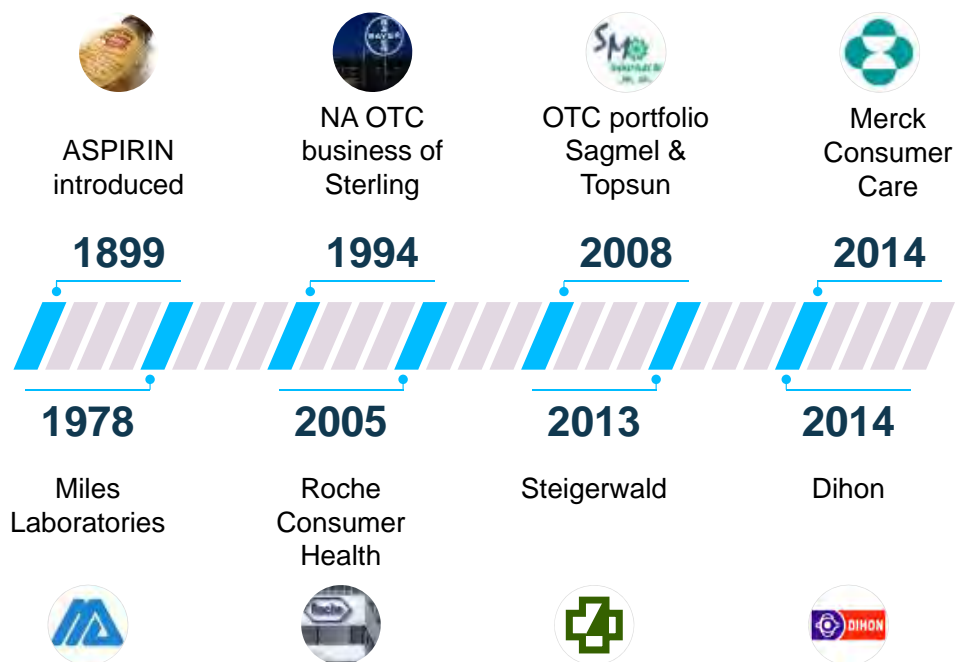 ASPIRIN
introduced
1899
NA OTC
business of
Sterling
1994
OTC portfolio
Sagmel &
Topsun
2008
Merck
Consumer
Care
2014
1978
Miles
Laboratories
2005
Roche
Consumer
Health
Roche
2013
Steigerwald
2014
Dihon
DIHON
BAYER